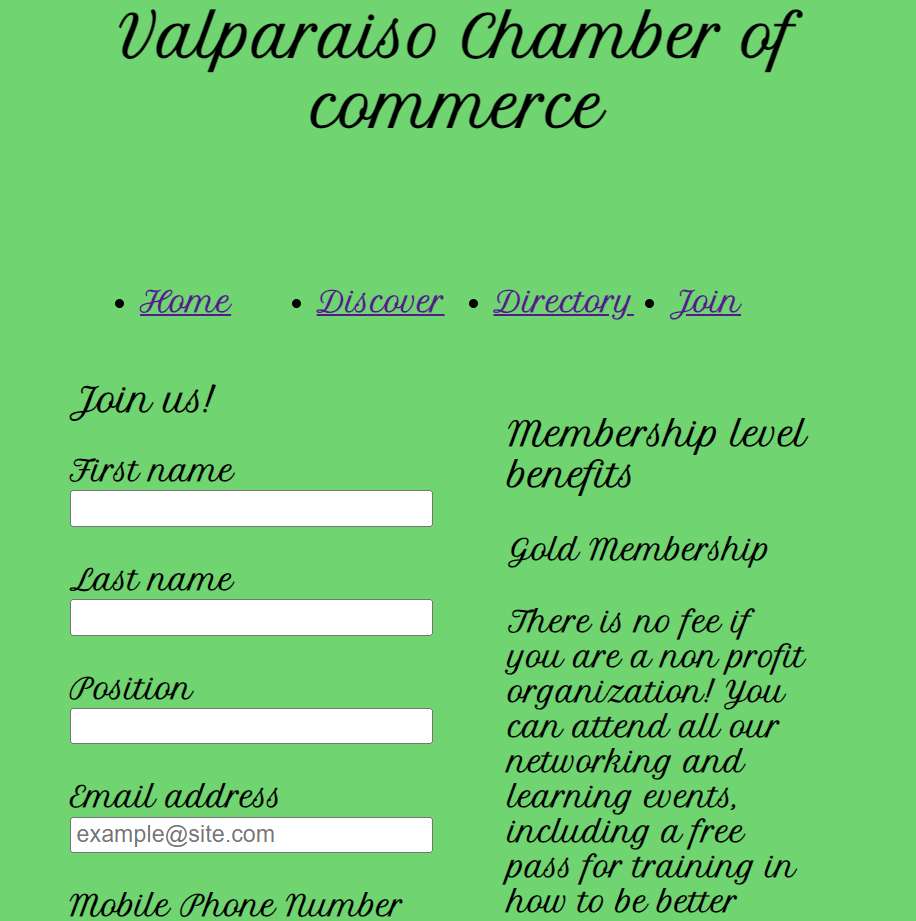 Valparaiso Chamber of
commerce
Home Discover Directory Join
Join us!
First name
Last name
Position
Email address
example@site.com
Mobile Phone Number
Membership level
benefits
Gold Membership
There is no fee if
you are a non profit
organization! You
can attend all our
networking and
learning events,
including a free
pass for training in
how to be better